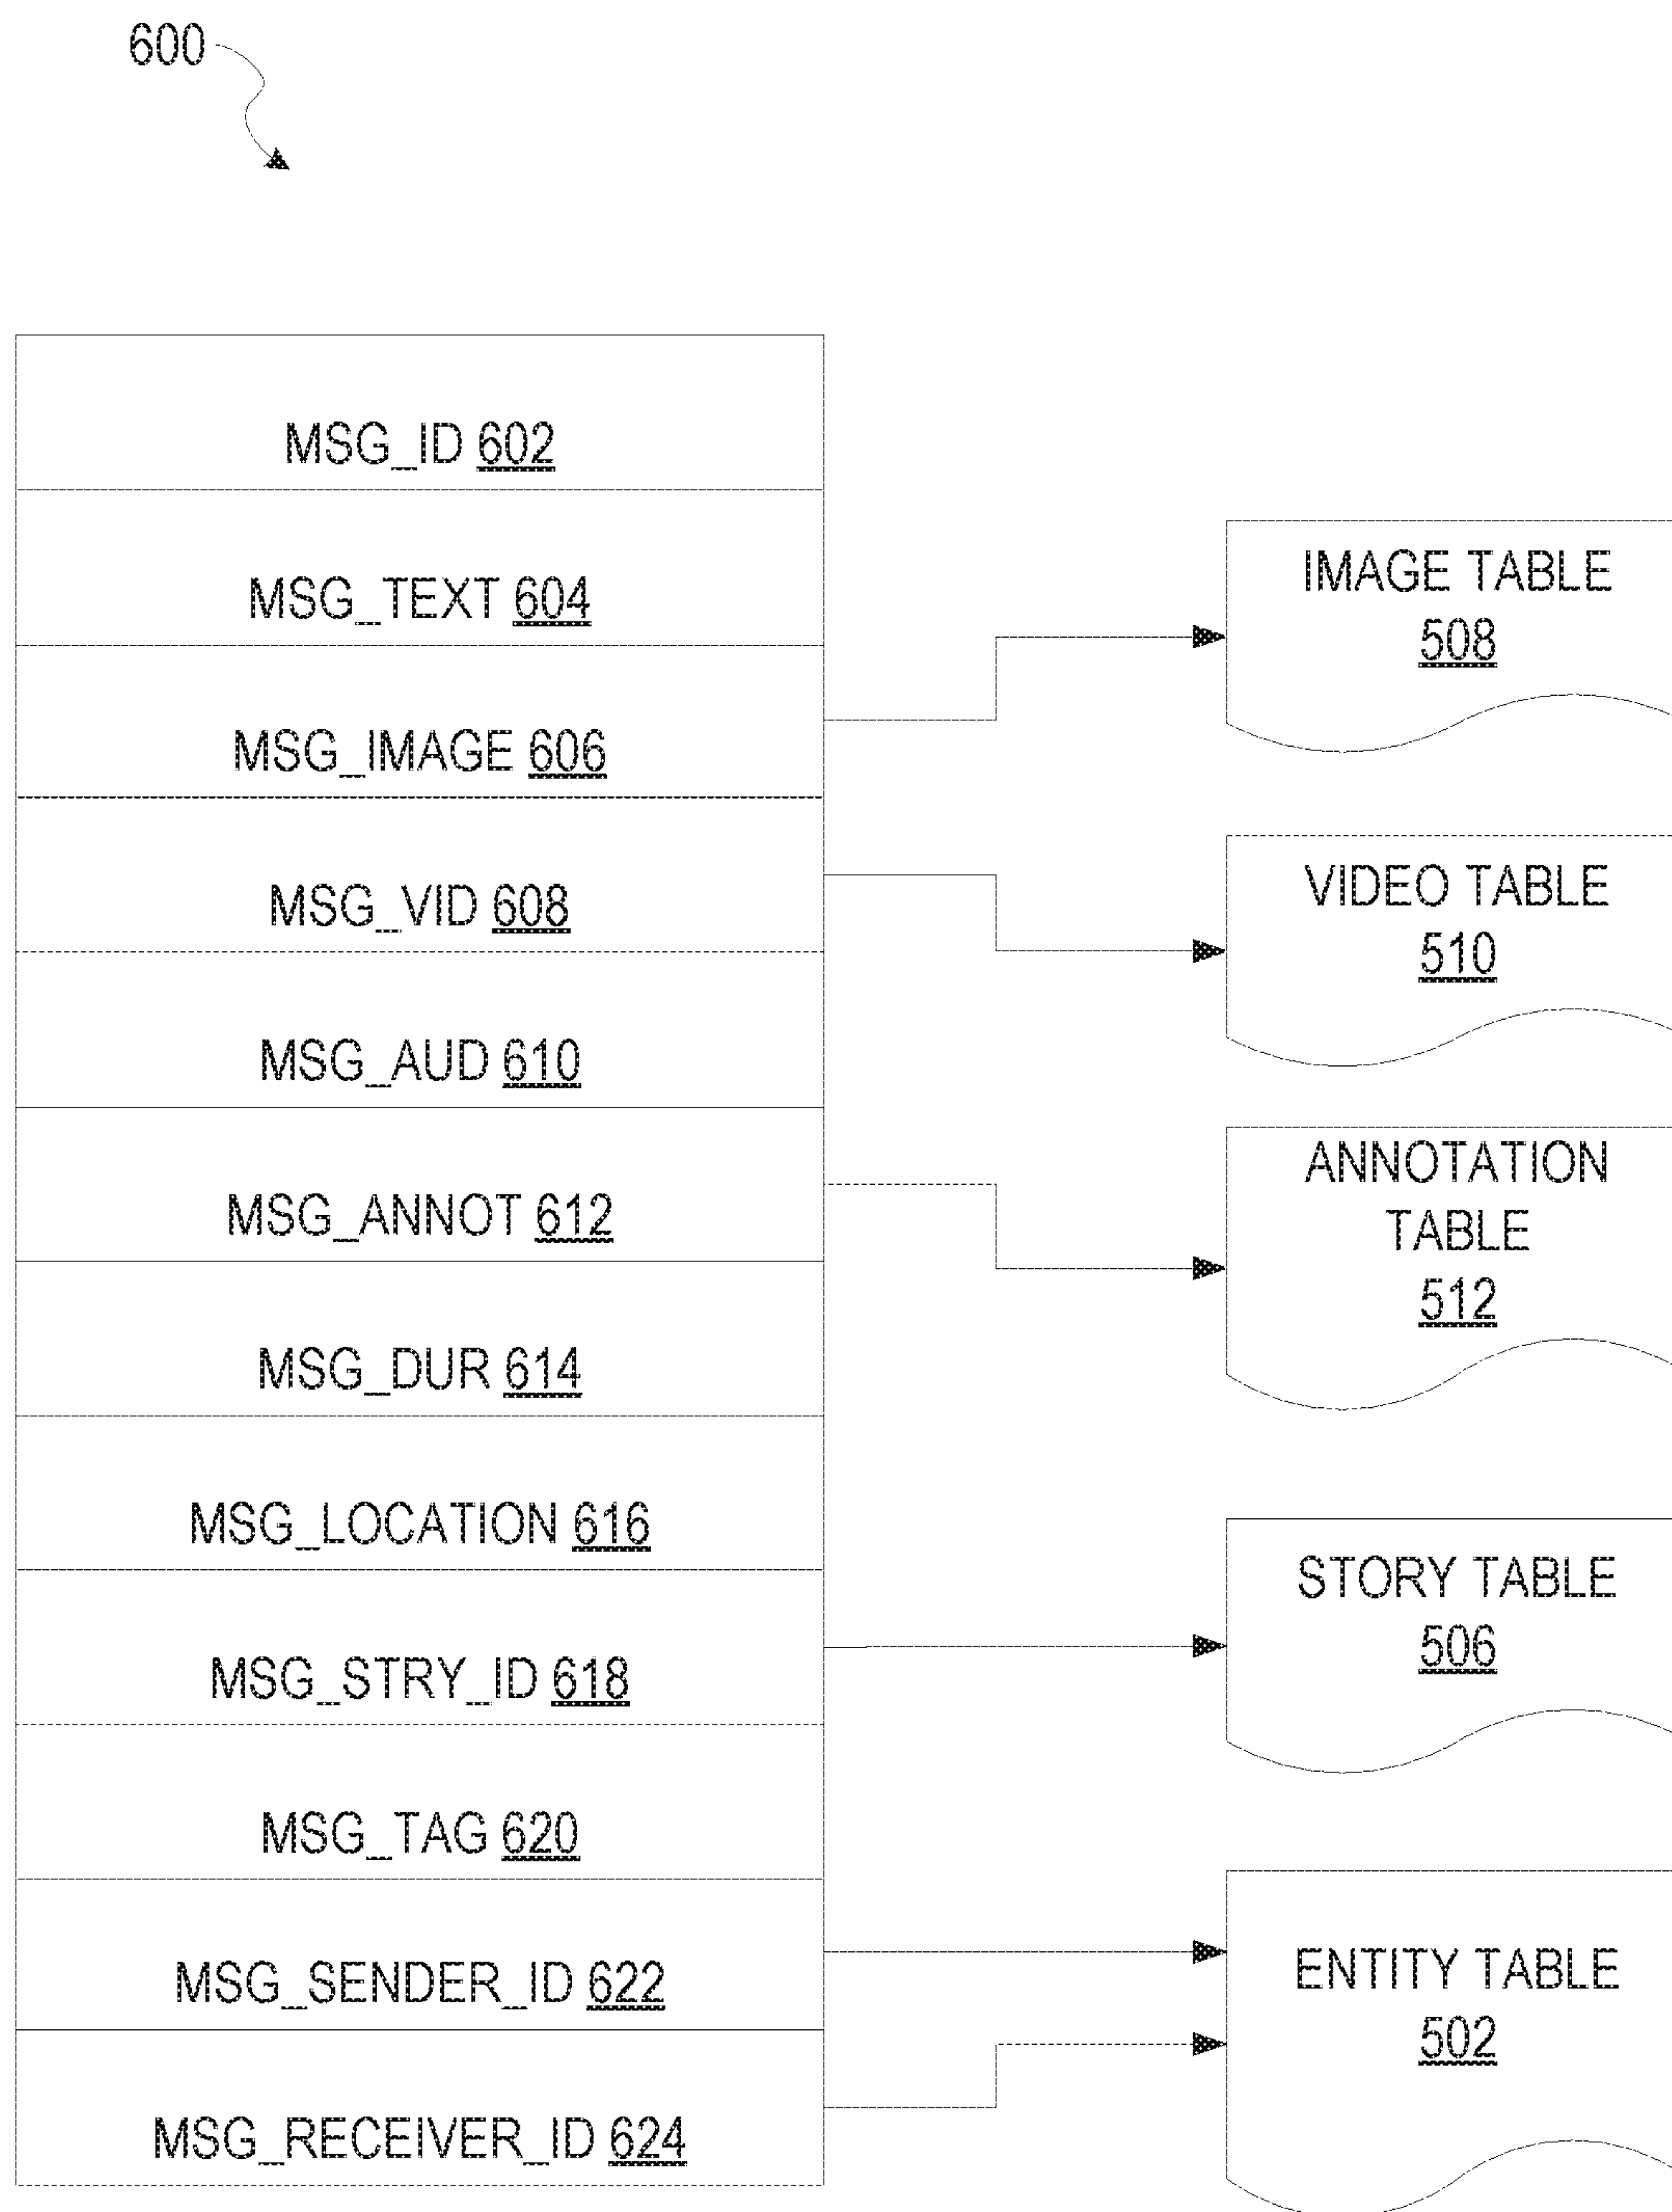 600
MSG_ID 602
MSG_TEXT 604
MSG_IMAGE 606
MSG_VID 608
MSG_AUD 610
MSG_ANNOT 612
MSG_DUR 614
MSG_LOCATION 616
MSG_STRY_ID 618
MSG_TAG 620
MSG_SENDER_ID 622
MSG_RECEIVER_ID 624
IMAGE TABLE
508
VIDEO TABLE
510
ANNOTATION
TABLE
512
STORY TABLE
506
ENTITY TABLE
502